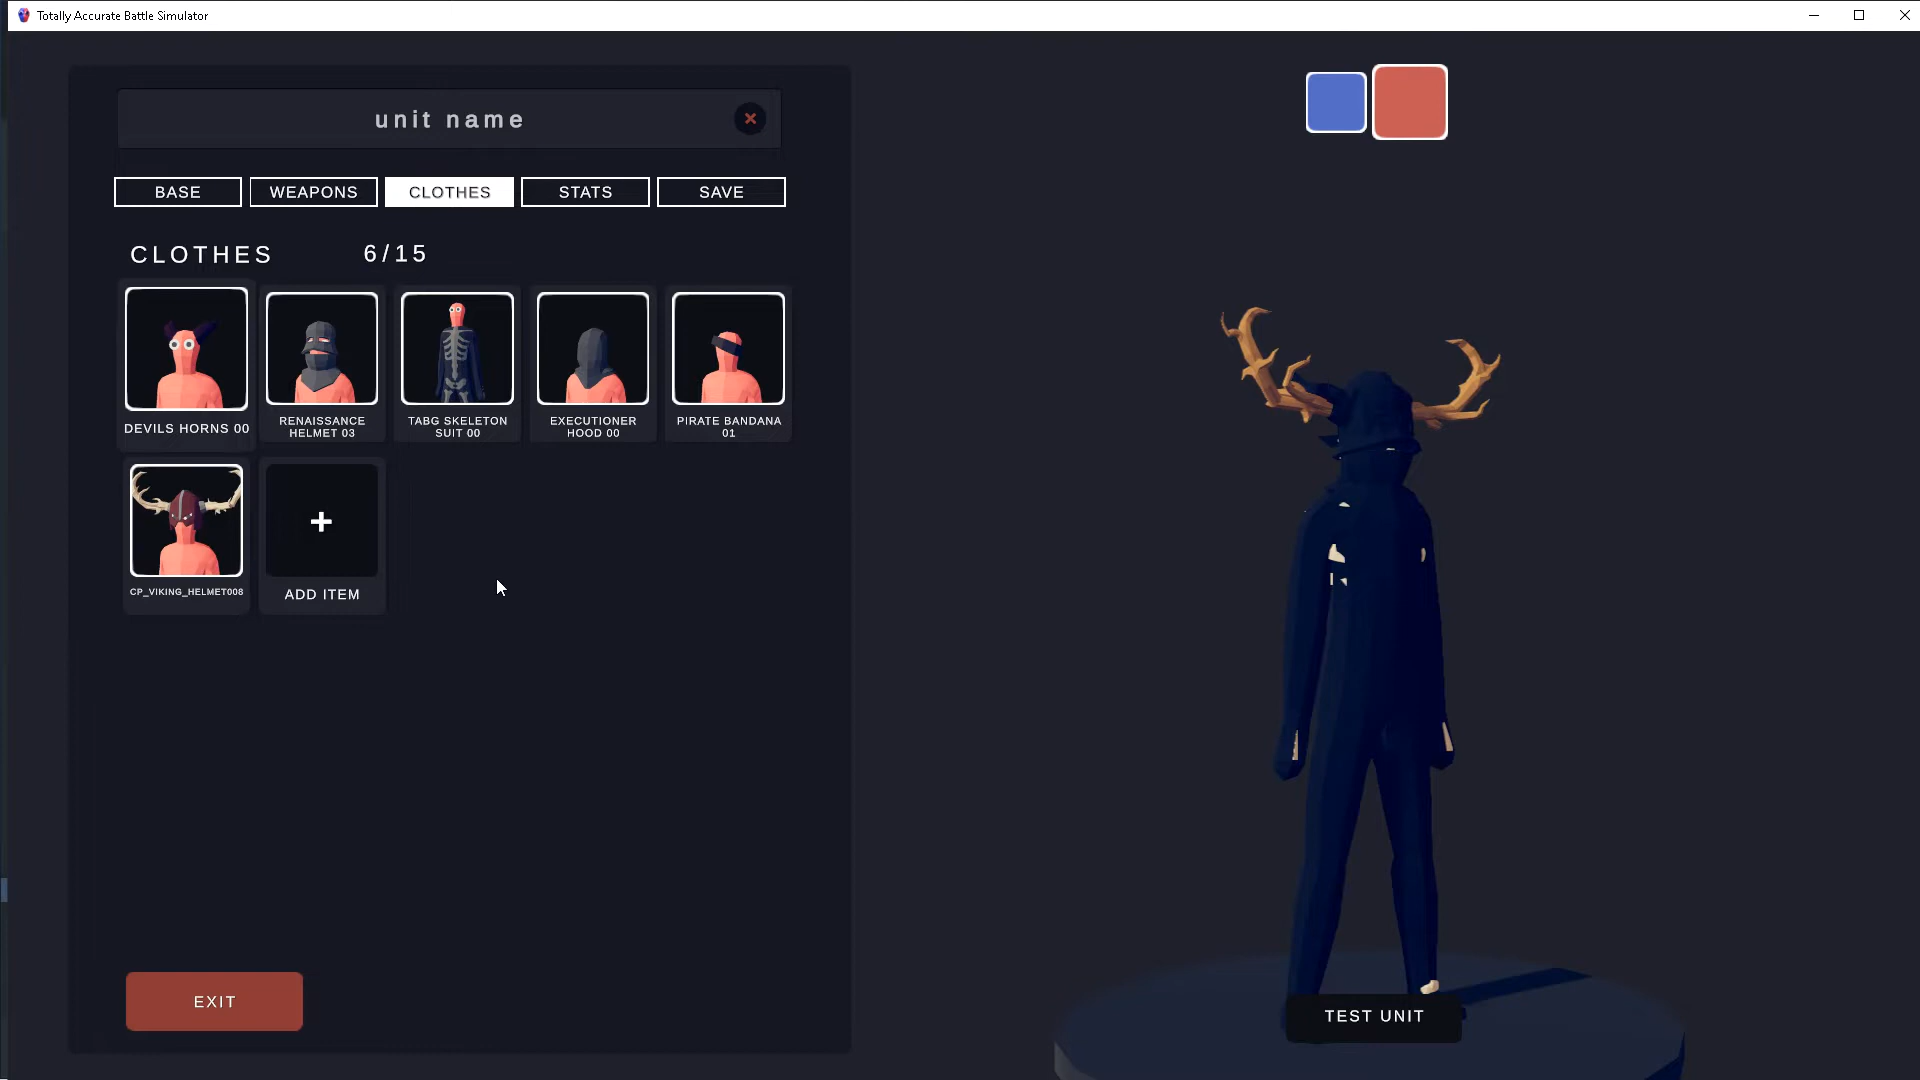 Totally Accurate Battle Simulator
unit name
BASE
WEAPONS
CLOTHES
STATS
SAVE
CLOTHES
6/15
DEVILS HORNS 00
RENAISSANCE
HELMET 03
TABG SKELETON
SUIT 00
EXECUTIONER
HOOD 00
PIRATE BANDANA
01
CP_VIKING_HELMET008
ADD ITEM
EXIT
TEST UNIT